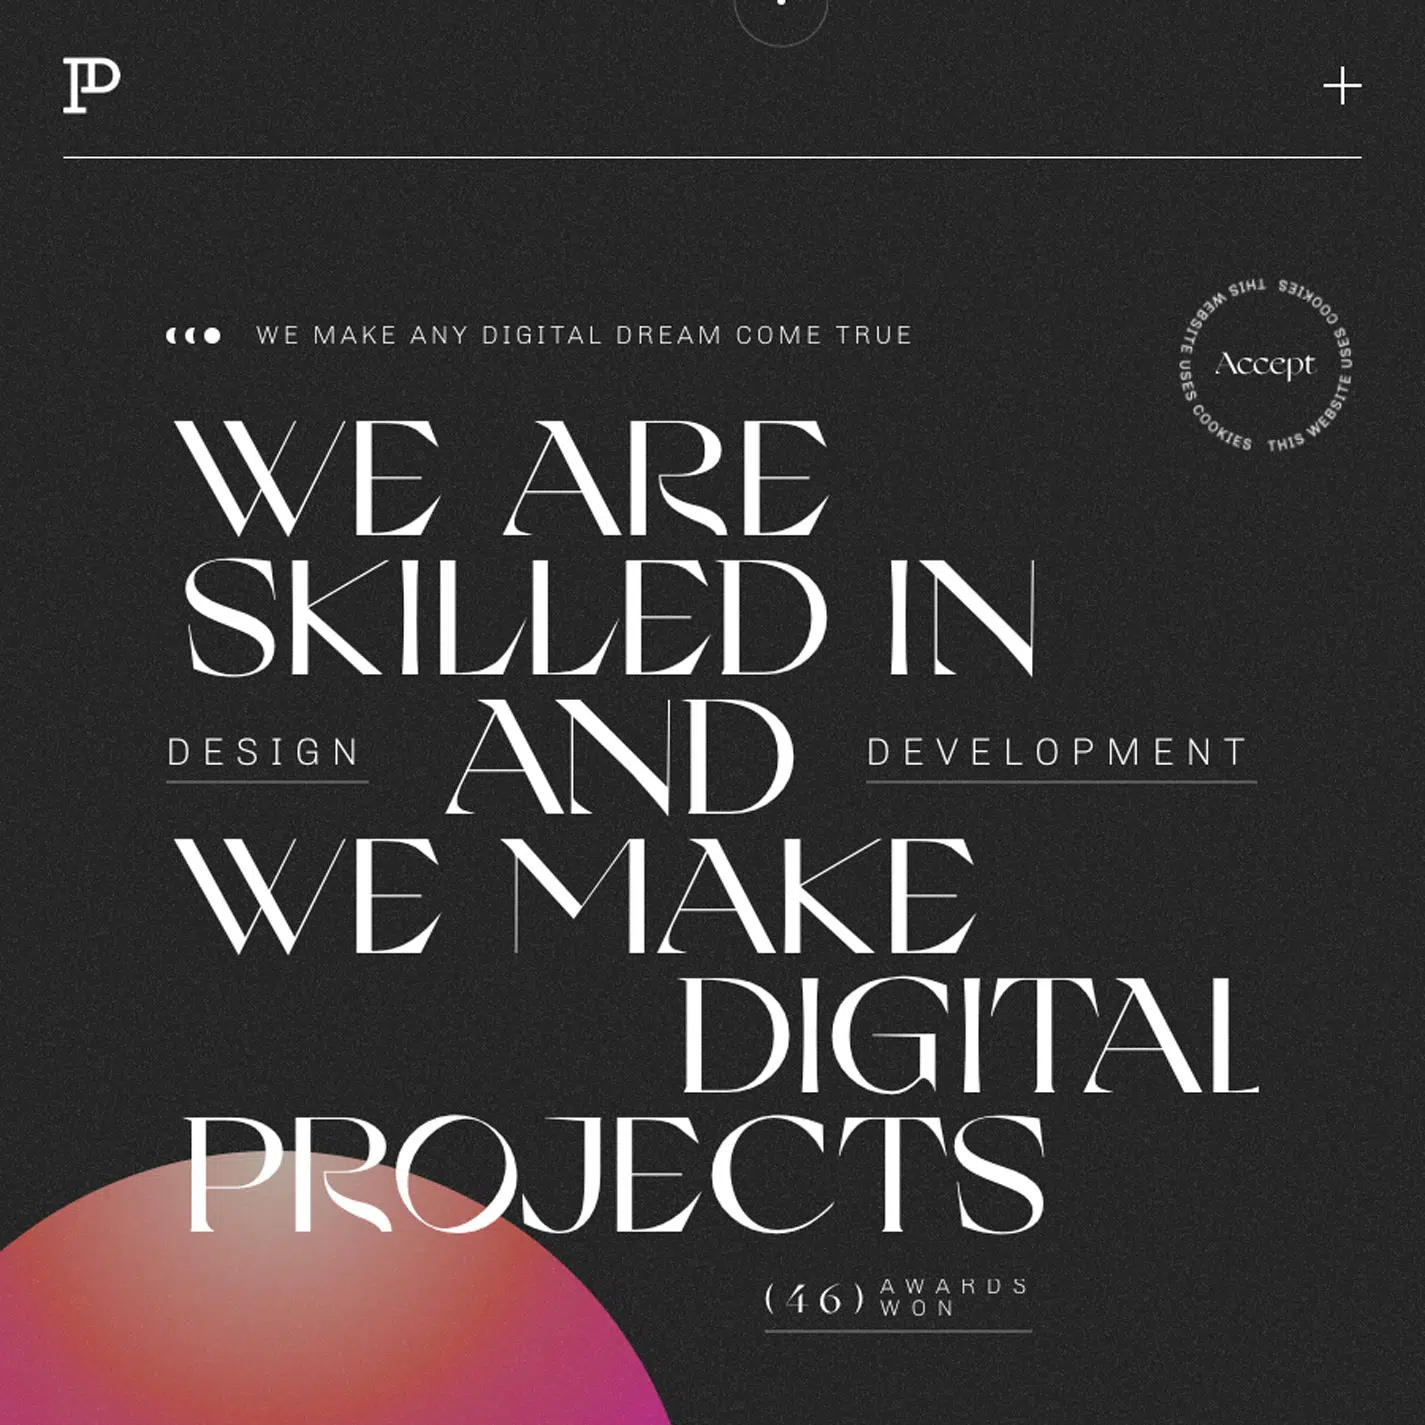 PD
WE MAKE ANY DIGITAL DREAM COME TRUE
THIS WEBSITE USES COOKIES THIS WEBSITE USES COOKIES
Accept
WE ARE
SKILLED IN
DESIGN AND DEVELOPMENT
WE MAKE
DIGITAL
PROJECTS
(46) AWARDS
WON